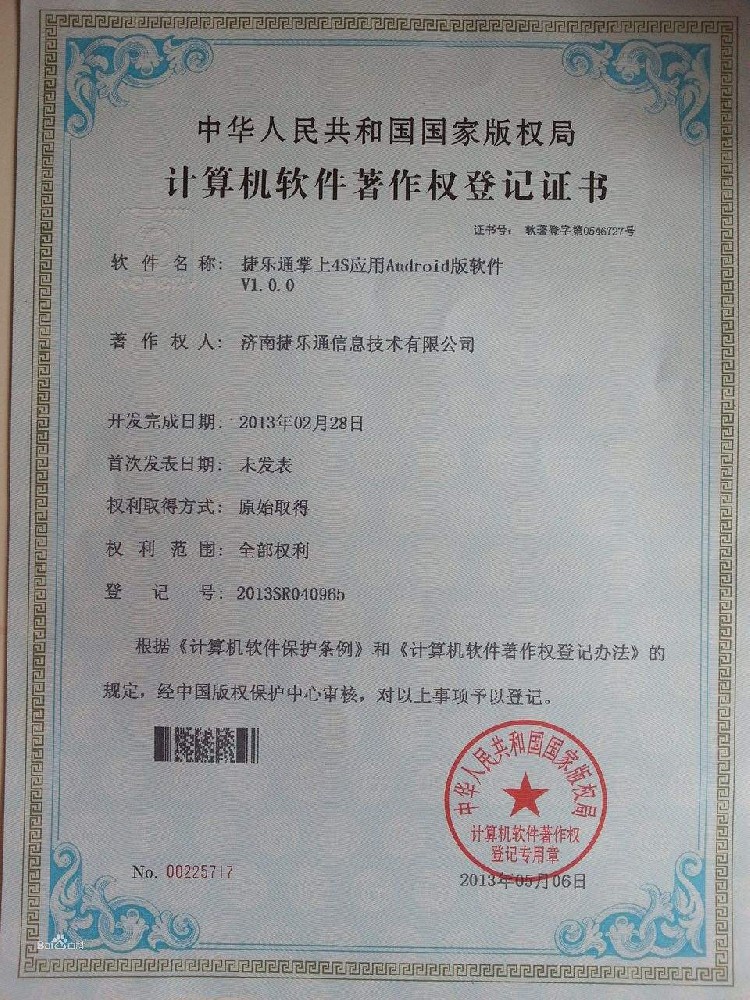 中华人民共和国国家版权局
计算机软件著作权登记证书
证书号： 软著登字第0546727号
软件名称： 捷乐通掌上4S应用Android版软件
V1.0.0
著作权人： 济南捷乐通信息技术有限公司
开发完成日期： 2013年02月28日
首次发表日期： 未发表
权利取得方式： 原始取得
权利范围： 全部权利
登记号： 2013SR040965
根据《计算机软件保护条例》和《计算机软件著作权登记办法》的
规定，经中国版权保护中心审核，对以上事项予以登记。
中华人民共和国国家版权局
计算机软件著作权
登记专用章
No. 00225717
2013年05月06日
Baidu百科